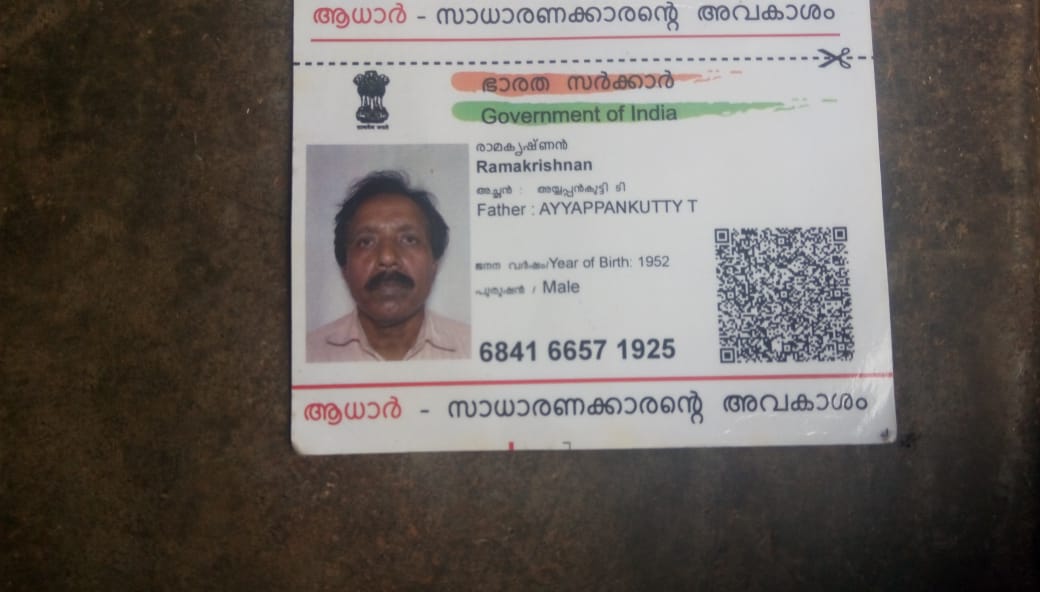 ആധാർ - സാധാരണക്കാരന്റെ അവകാശം
ഭാരത സർക്കാർ
Government of India
രാമകൃഷ്ണൻ
Ramakrishnan
അച്ഛൻ : അയ്യപ്പൻകുട്ടി ടി
Father : AYYAPPANKUTTY T
ജനന വർഷം/Year of Birth: 1952
പുരുഷൻ / Male
6841 6657 1925
ആധാർ - സാധാരണക്കാരന്റെ അവകാശം